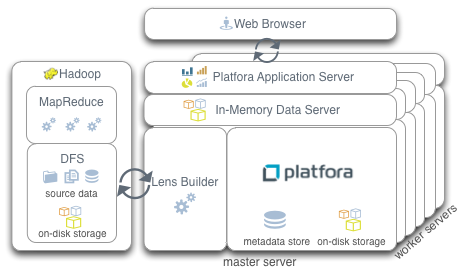 Web Browser
Hadoop
Platfora Application Server
MapReduce
In-Memory Data Server
DFS
source data
on-disk storage
Lens Builder
platfora
metadata store
on-disk storage
master server
worker servers